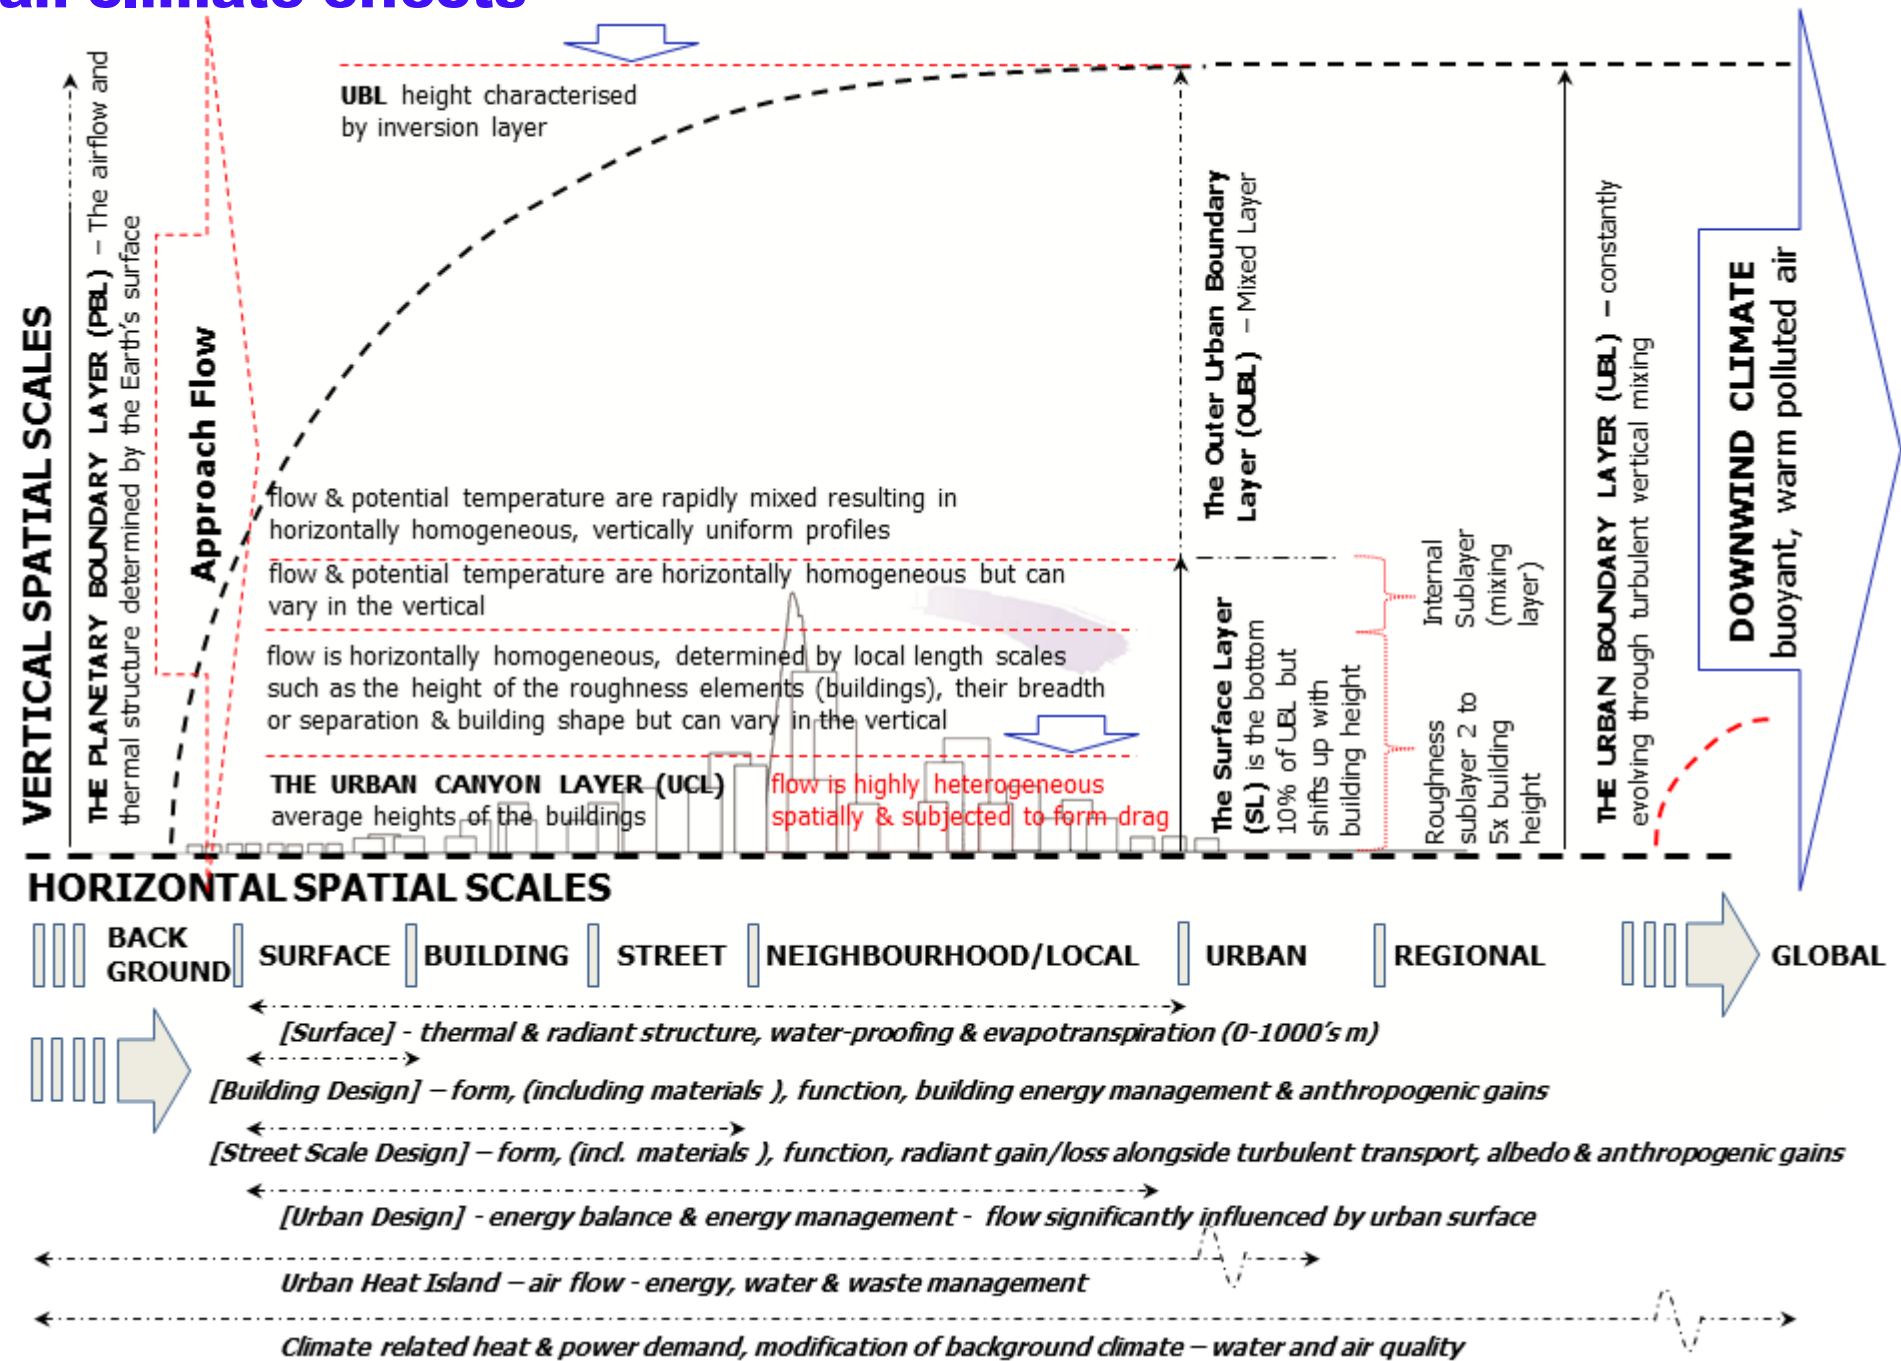 climate effects
UBL height characterised
by inversion layer
VERTICAL SPATIAL SCALES
THE PLANETARY BOUNDARY LAYER (PBL) – The airflow and
thermal structure determined by the Earth's surface
Approach Flow
flow & potential temperature are rapidly mixed resulting in
horizontally homogeneous, vertically uniform profiles
flow & potential temperature are horizontally homogeneous but can
vary in the vertical
flow is horizontally homogeneous, determined by local length scales
such as the height of the roughness elements (buildings), their breadth
or separation & building shape but can vary in the vertical
THE URBAN CANYON LAYER (UCL)
average heights of the buildings
flow is highly heterogeneous
spatially & subjected to form drag
The Outer Urban Boundary
Layer (OUBL) – Mixed Layer
The Surface Layer
(SL) is the bottom
10% of UBL but
shifts up with
building height
Internal
Sublayer
(mixing
layer)
Roughness
sublayer 2 to
5x building
height
THE URBAN BOUNDARY LAYER (UBL) – constantly
evolving through turbulent vertical mixing
DOWNWIND CLIMATE
buoyant, warm polluted air
HORIZONTAL SPATIAL SCALES
BACK
GROUND
SURFACE
BUILDING
STREET
NEIGHBOURHOOD/LOCAL
URBAN
REGIONAL
GLOBAL
[Surface] - thermal & radiant structure, water-proofing & evapotranspiration (0-1000's m)
[Building Design] – form, (including materials ), function, building energy management & anthropogenic gains
[Street Scale Design] – form, (incl. materials ), function, radiant gain/loss alongside turbulent transport, albedo & anthropogenic gains
[Urban Design] - energy balance & energy management - flow significantly influenced by urban surface
Urban Heat Island – air flow - energy, water & waste management
Climate related heat & power demand, modification of background climate – water and air quality